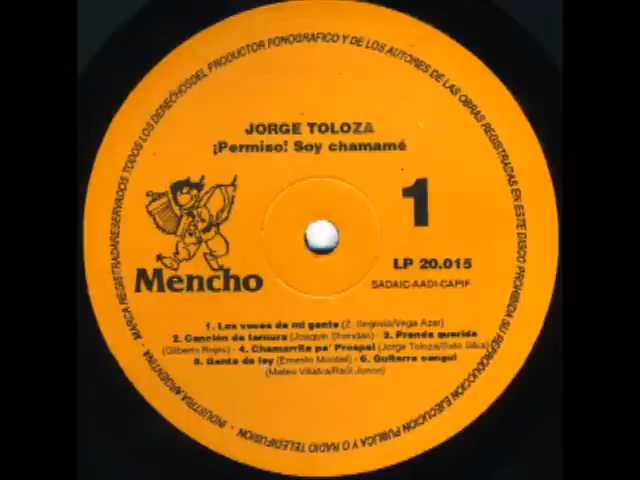 MARCA REGISTRADA RESERVADOS TODOS LOS DERECHOS DEL PRODUCTOR FONOGRAFICO Y DE LOS AUTORES DE LAS OBRAS REGISTRADAS EN ESTE DISCO PROHIBIDA SU REPRODUCCION EJECUCION PUBLICA Y O RADIO TELEDIFUSION - INDUSTRIA ARGENTINA -
JORGE TOLOZA
¡Permiso! Soy chamamé
1
Mencho
LP 20.015
SADAIC-AADI-CAPIF
1. Las voces de mi gente (Z. Segovia/Vega Azar)
2. Canción de ternura (Joaquín Sheridan) - 3. Prenda querida
(Gilberto Rojas) - 4. Chamarrita pa' Prospel (Jorge Toloza/Bate Silva)
5. Gente de ley (Ernesto Montiel) - 6. Guitarra cangui
(Mateo Villalva/Raúl Junco)